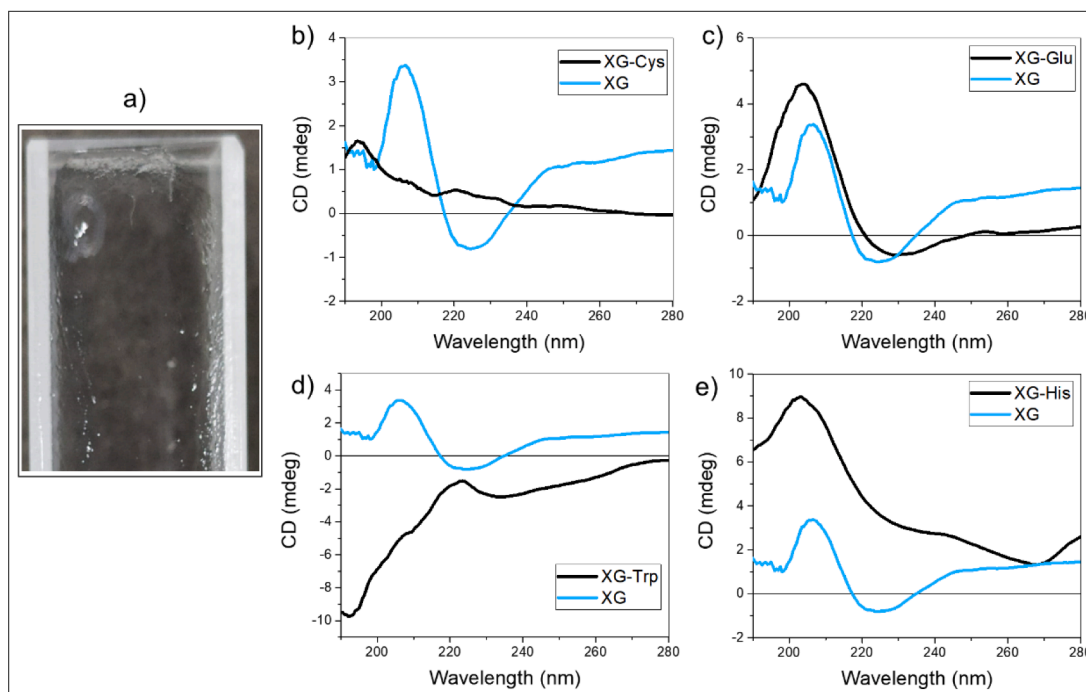 a)
b)
XG-Cys
XG
CD (mdeg)
4
3
2
1
0
-1
-2
200 220 240 260 280
Wavelength (nm)
c)
XG-Glu
XG
CD (mdeg)
6
4
2
0
-2
200 220 240 260 280
Wavelength (nm)
d)
XG-Trp
XG
CD (mdeg)
4
2
0
-2
-4
-6
-8
-10
200 220 240 260 280
Wavelength (nm)
e)
XG-His
XG
CD (mdeg)
10
8
6
4
2
0
-2
200 220 240 260 280
Wavelength (nm)